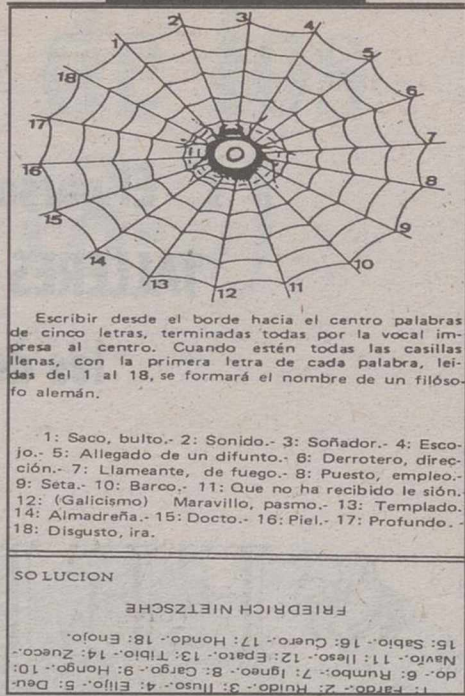 1
2
3
4
5
6
7
8
9
10
11
12
13
14
15
16
17
18
O
Escribir desde el borde hacia el centro palabras
de cinco letras, terminadas todas por la vocal im-
presa al centro. Cuando estén todas las casillas
llenas, con la primera letra de cada palabra, leí-
das del 1 al 18, se formará el nombre de un filóso-
fo alemán.
1: Saco, bulto.- 2: Sonido.- 3: Soñador.- 4: Esco-
jo.- 5: Allegado de un difunto.- 6: Derrotero, direc-
ción.- 7: Llameante, de fuego.- 8: Puesto, empleo.-
9: Seta.- 10: Barco.- 11: Que no ha recibido le sión.
12: (Galicismo) Maravillo, pasmo.- 13: Templado.
14: Almadreña.- 15: Docto.- 16: Piel.- 17: Profundo. -
18: Disgusto, ira.
SOLUCION
FRIEDRICH NIETZSCHE
1: Fardo.- 2: Ruido.- 3: Iluso.- 4: Elijo.- 5: Deu-
do.- 6: Rumbo.- 7: Igneo.- 8: Cargo.- 9: Hongo.- 10:
Navío.- 11: Ileso.- 12: Epato.- 13: Tibio.- 14: Zueco.-
15: Sabio.- 16: Cuero.- 17: Hondo.- 18: Enojo.